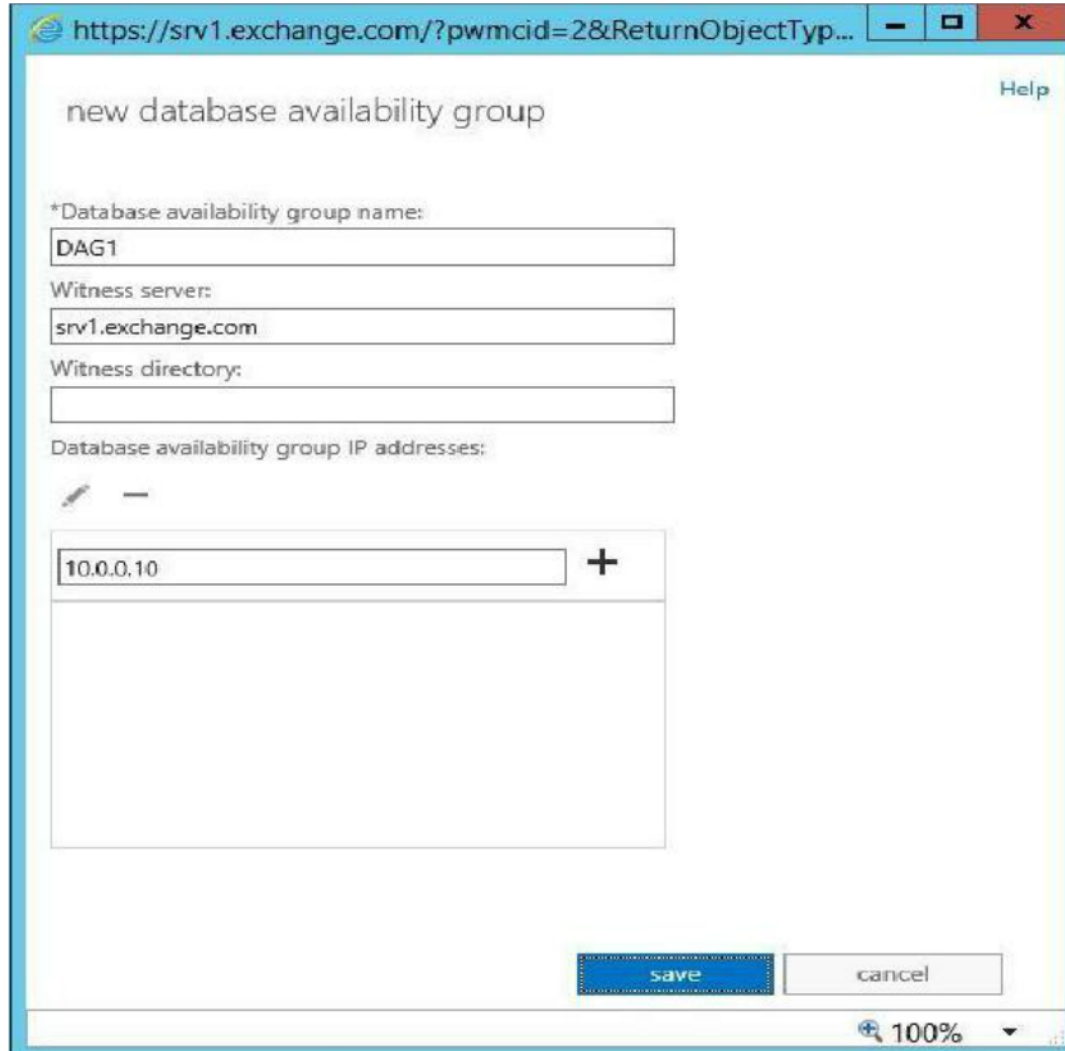 https://srv1.exchange.com/?pwmcid=2&ReturnObjectTyp...
Help
new database availability group
*Database availability group name:
DAG1
Witness server:
srv1.exchange.com
Witness directory:
Database availability group IP addresses:
10.0.0.10
save
cancel
100%